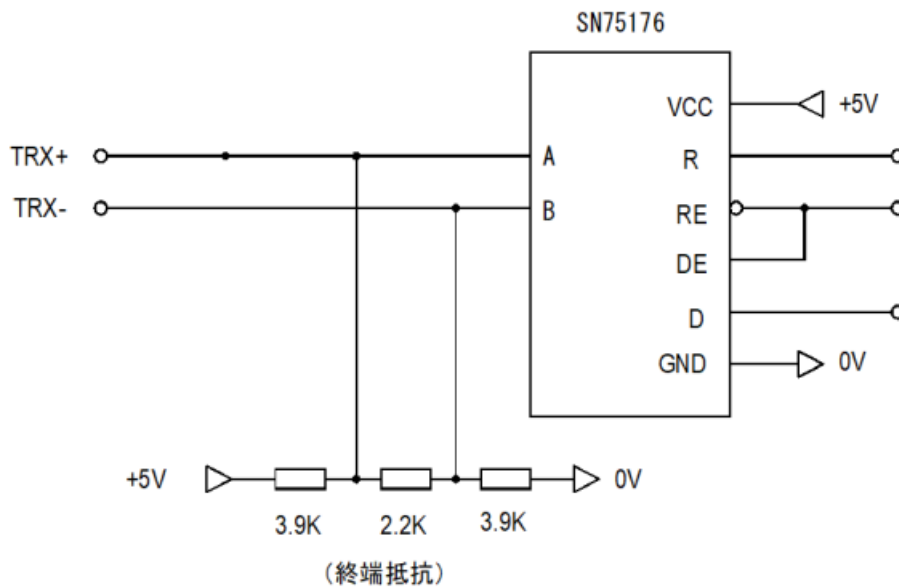 SN75176
VCC
+5V
TRX+
A
R
TRX-
B
RE
DE
D
GND
0V
+5V
0V
3.9K
2.2K
3.9K
(終端抵抗)